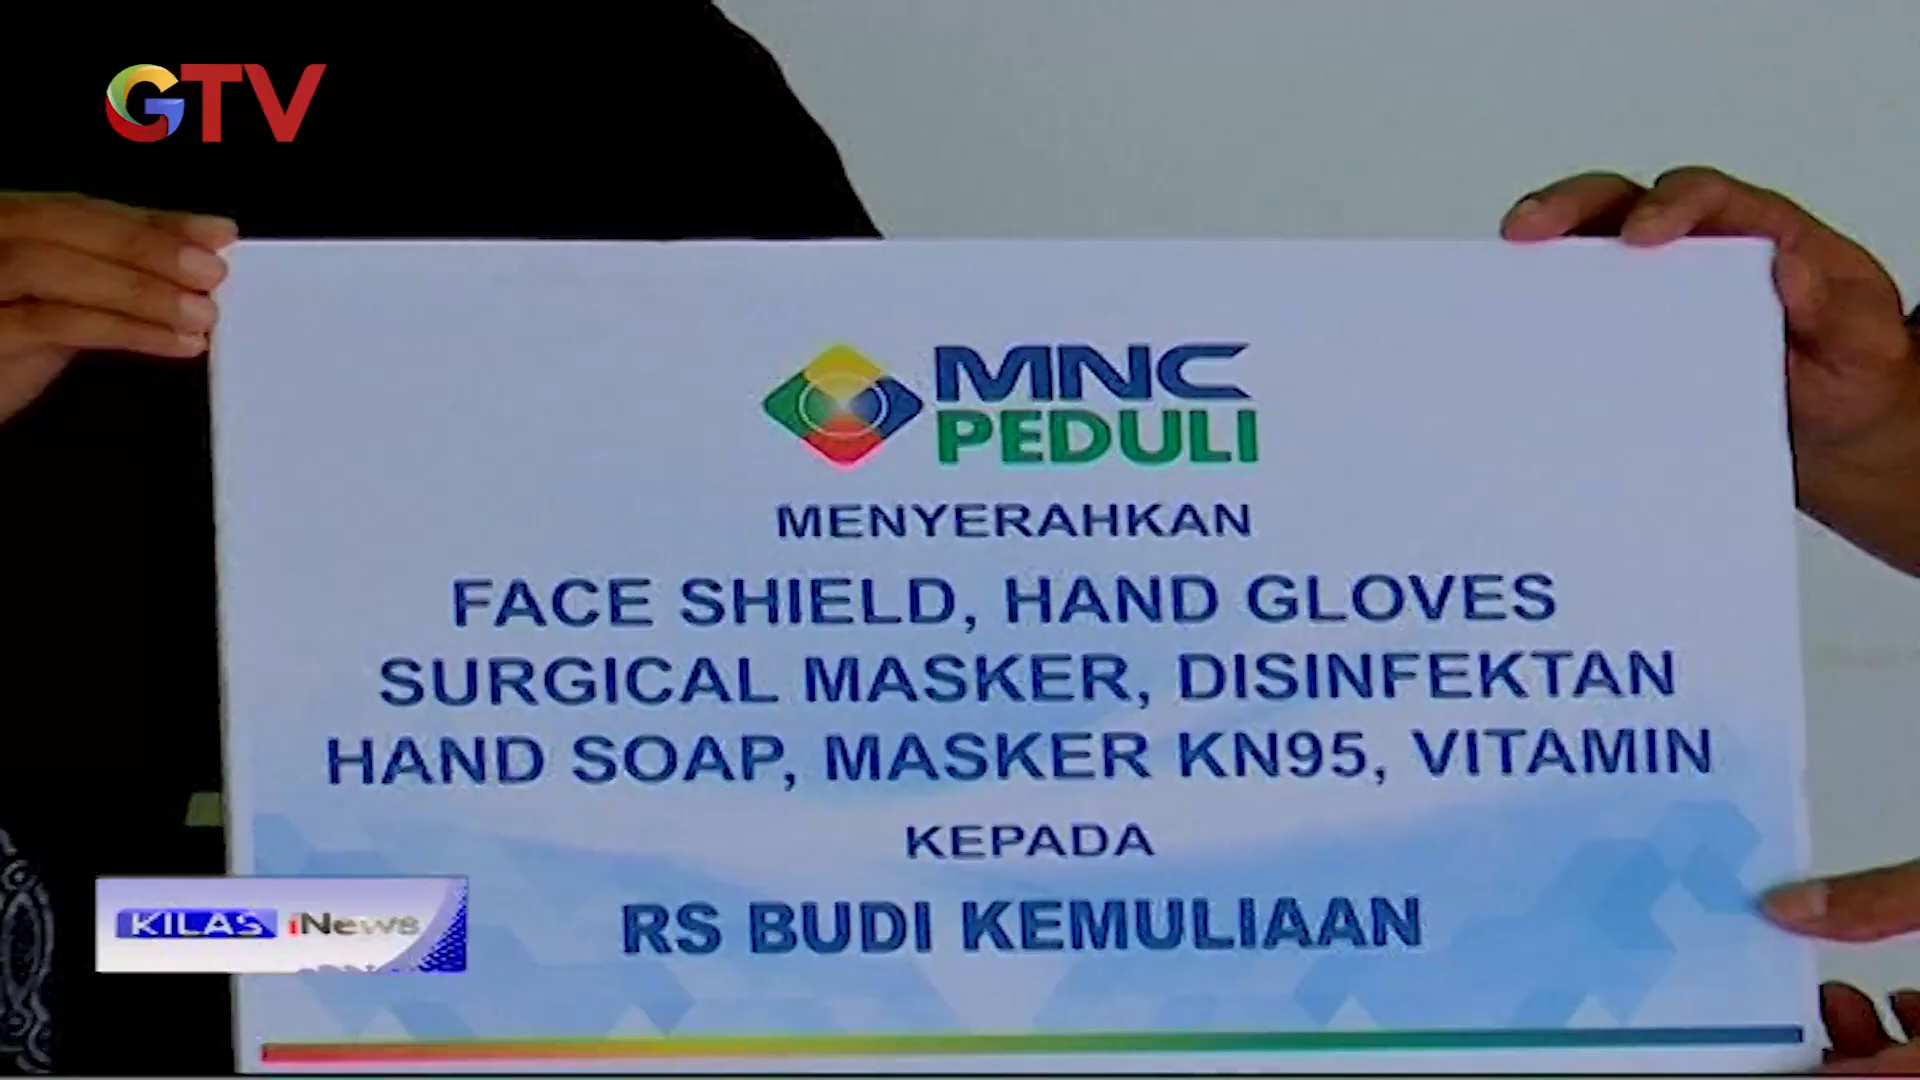 GTV
MNC
PEDULI
MENYERAHKAN
FACE SHIELD, HAND GLOVES
SURGICAL MASKER, DISINFEKTAN
HAND SOAP, MASKER KN95, VITAMIN
KEPADA
RS BUDI KEMULIAAN
KILAS iNews